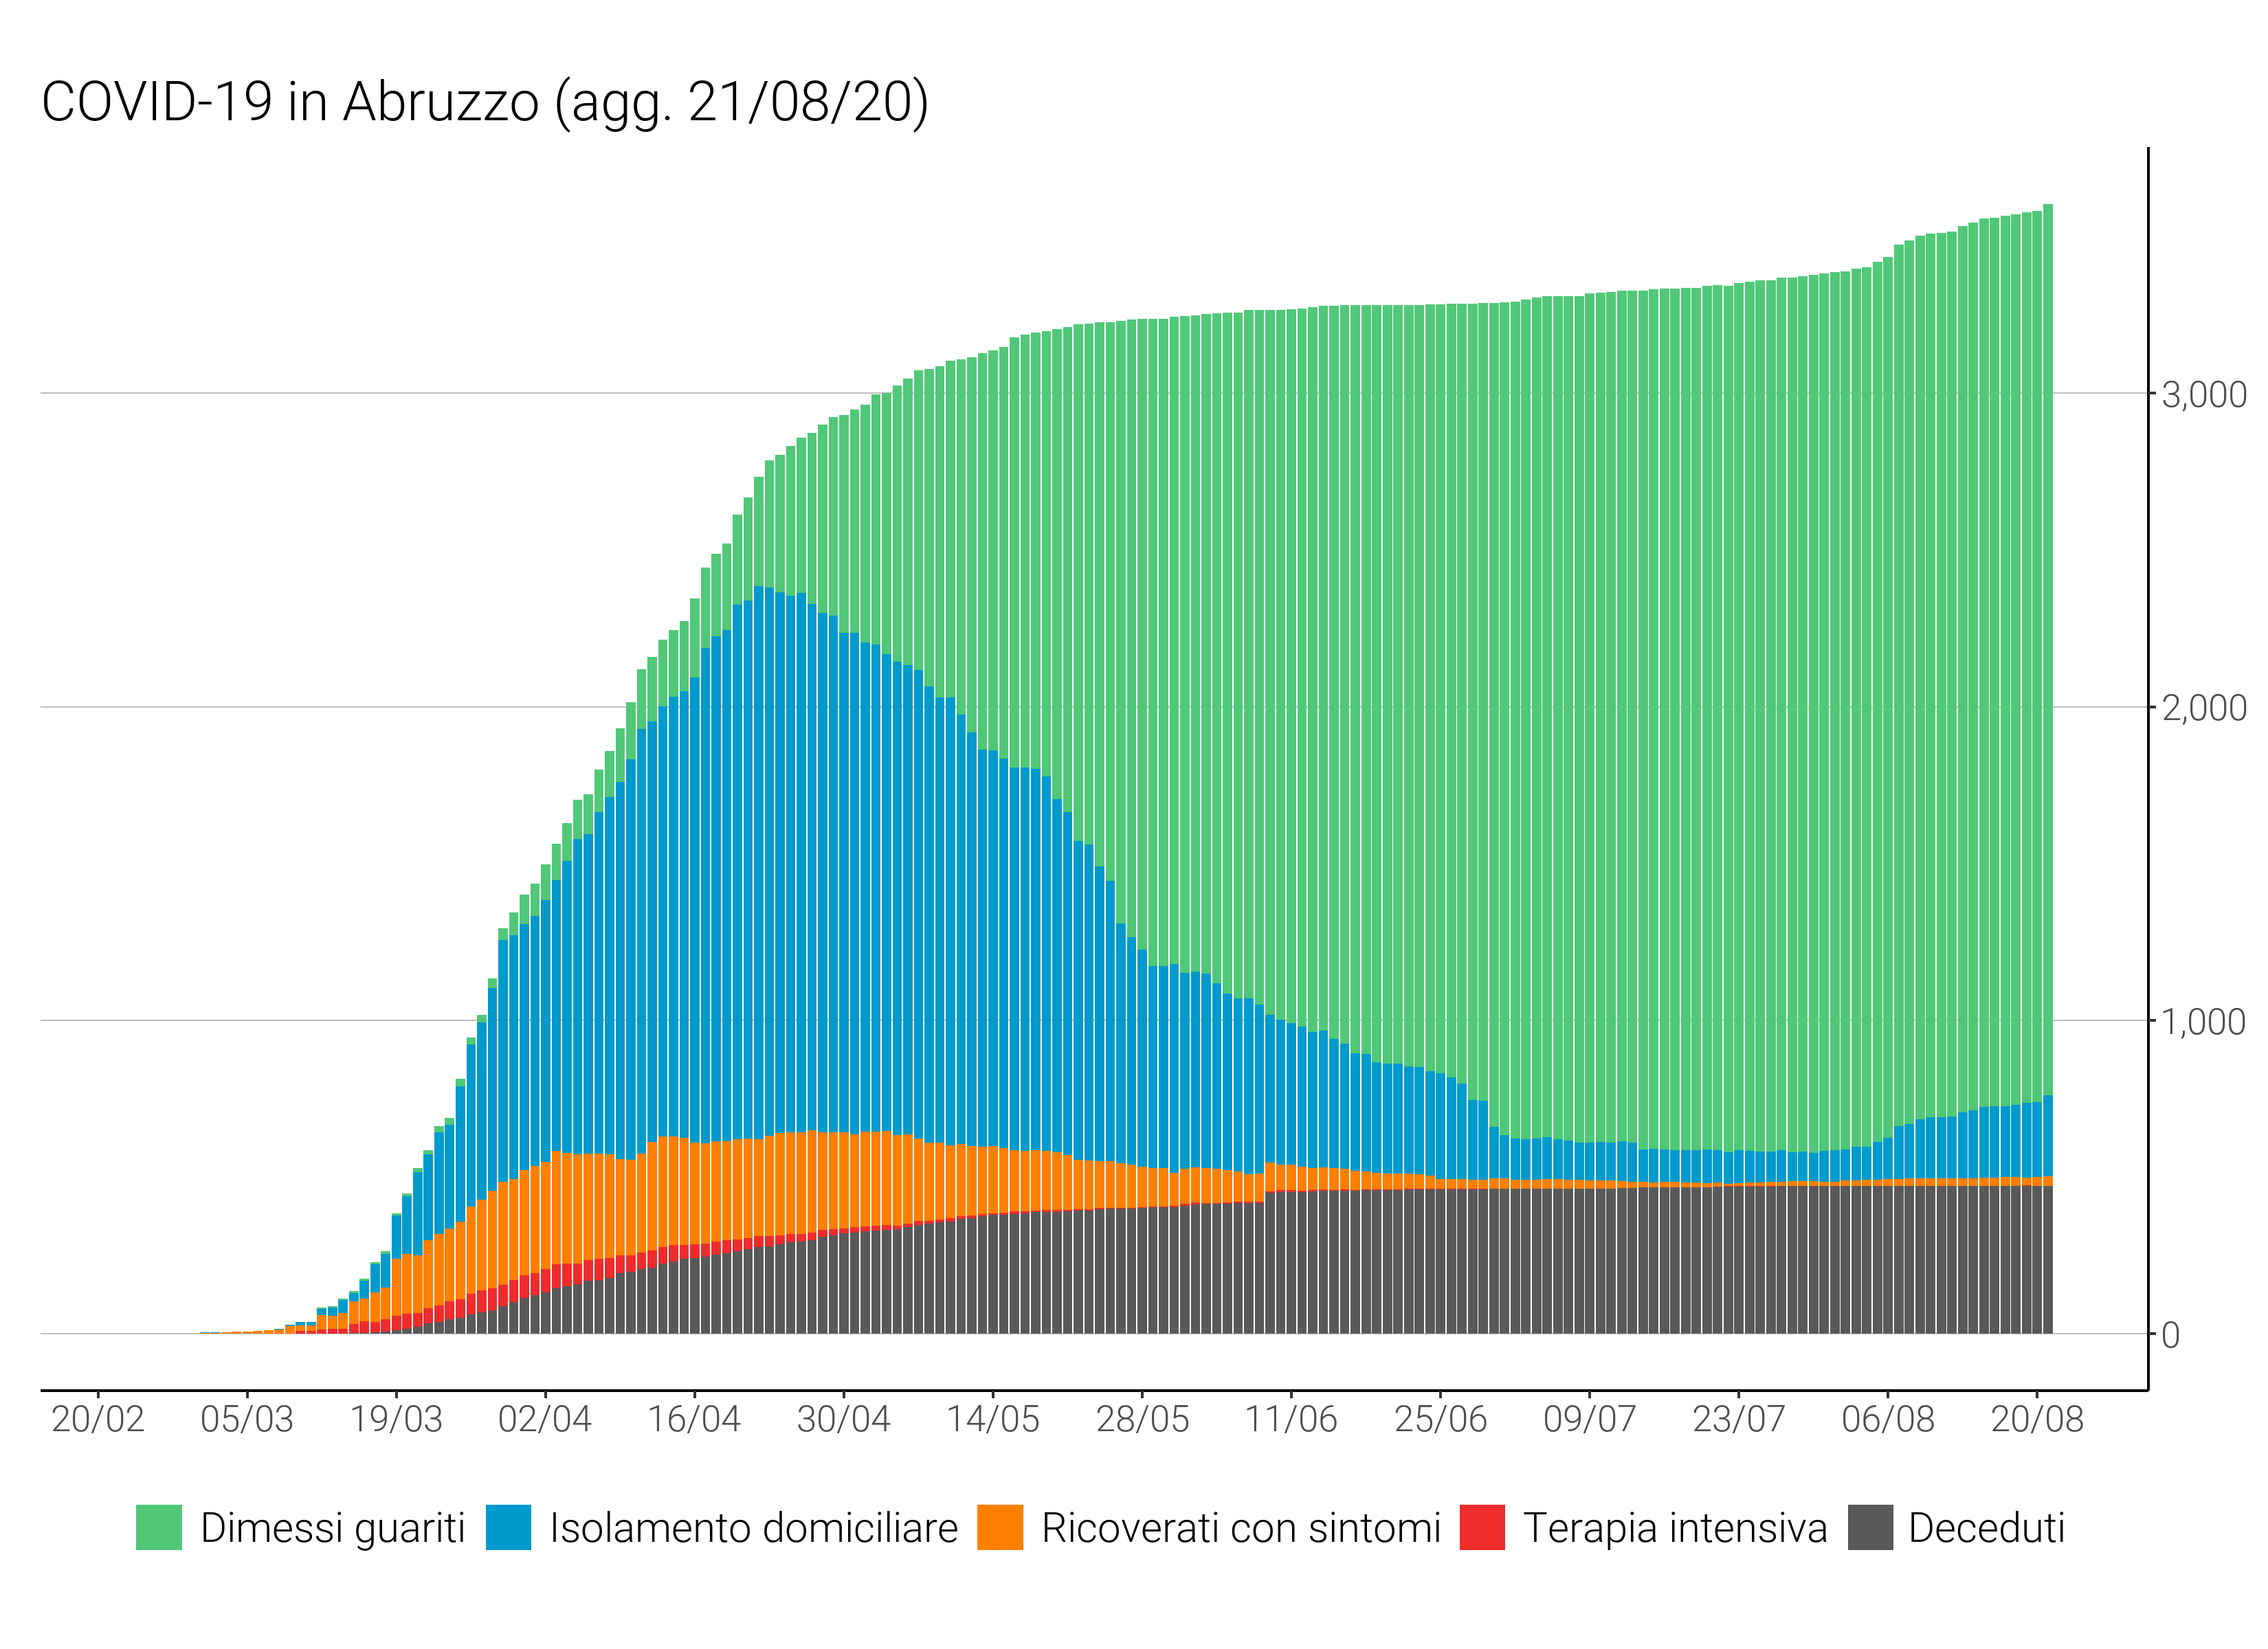 COVID-19 in Abruzzo (agg. 21/08/20)
3,000
2,000
1,000
0
20/02 05/03 19/03 02/04 16/04 30/04 14/05 28/05 11/06 25/06 09/07 23/07 06/08 20/08
Dimessi guariti Isolamento domiciliare Ricoverati con sintomi Terapia intensiva Deceduti